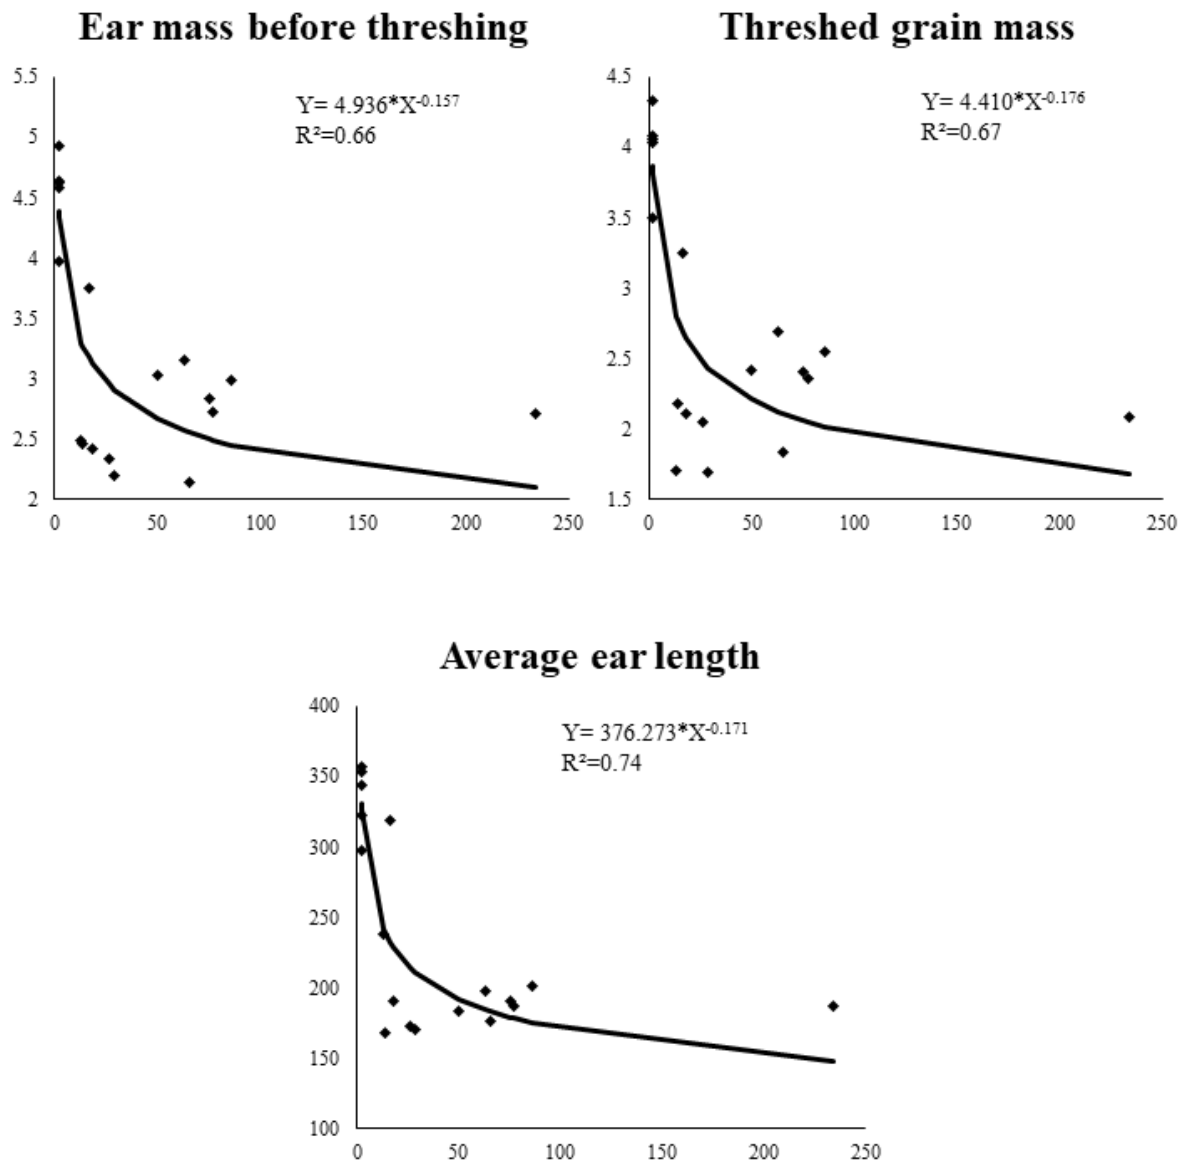 Ear mass before threshing
5.5
5
4.5
4
3.5
3
2.5
2
0 50 100 150 200 250
Y= 4.936*X-0.157
R²=0.66
Threshed grain mass
4.5
4
3.5
3
2.5
2
1.5
0 50 100 150 200 250
Y= 4.410*X-0.176
R²=0.67
Average ear length
400
350
300
250
200
150
100
0 50 100 150 200 250
Y= 376.273*X-0.171
R²=0.74